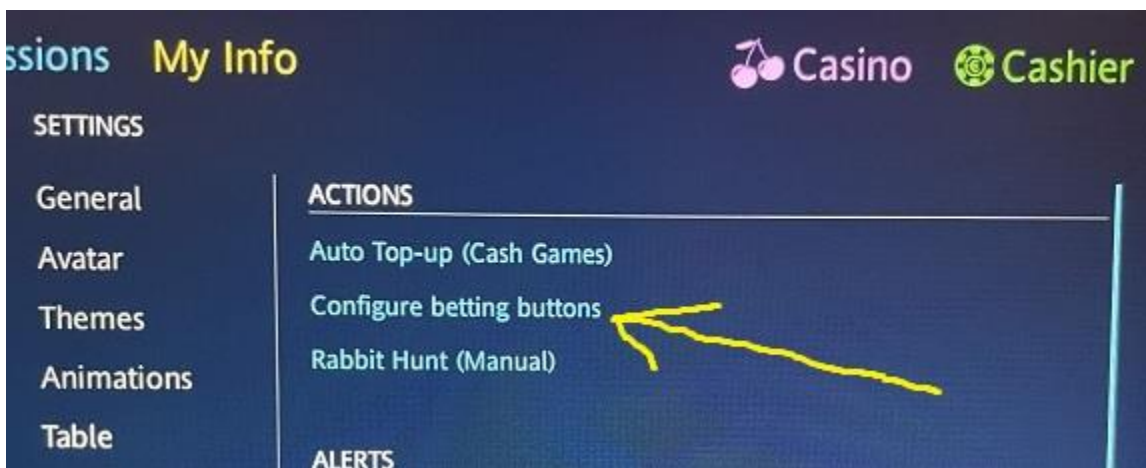 ssions My Info Casino Cashier
SETTINGS
General
Avatar
Themes
Animations
Table
ACTIONS
Auto Top-up (Cash Games)
Configure betting buttons
Rabbit Hunt (Manual)
ALERTS